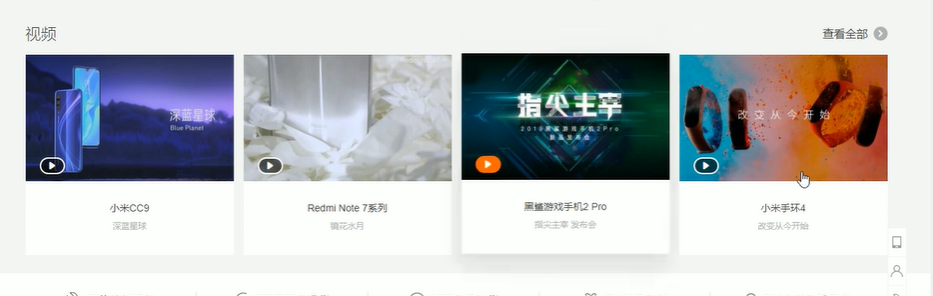 视频
查看全部
深蓝星球
Blue Planet
指尖主宰
2019黑鲨游戏手机2Pro
新品发布会
改变从今开始
小米CC9
深蓝星球
Redmi Note 7系列
镜花水月
黑鲨游戏手机2 Pro
指尖主宰 发布会
小米手环4
改变从今开始